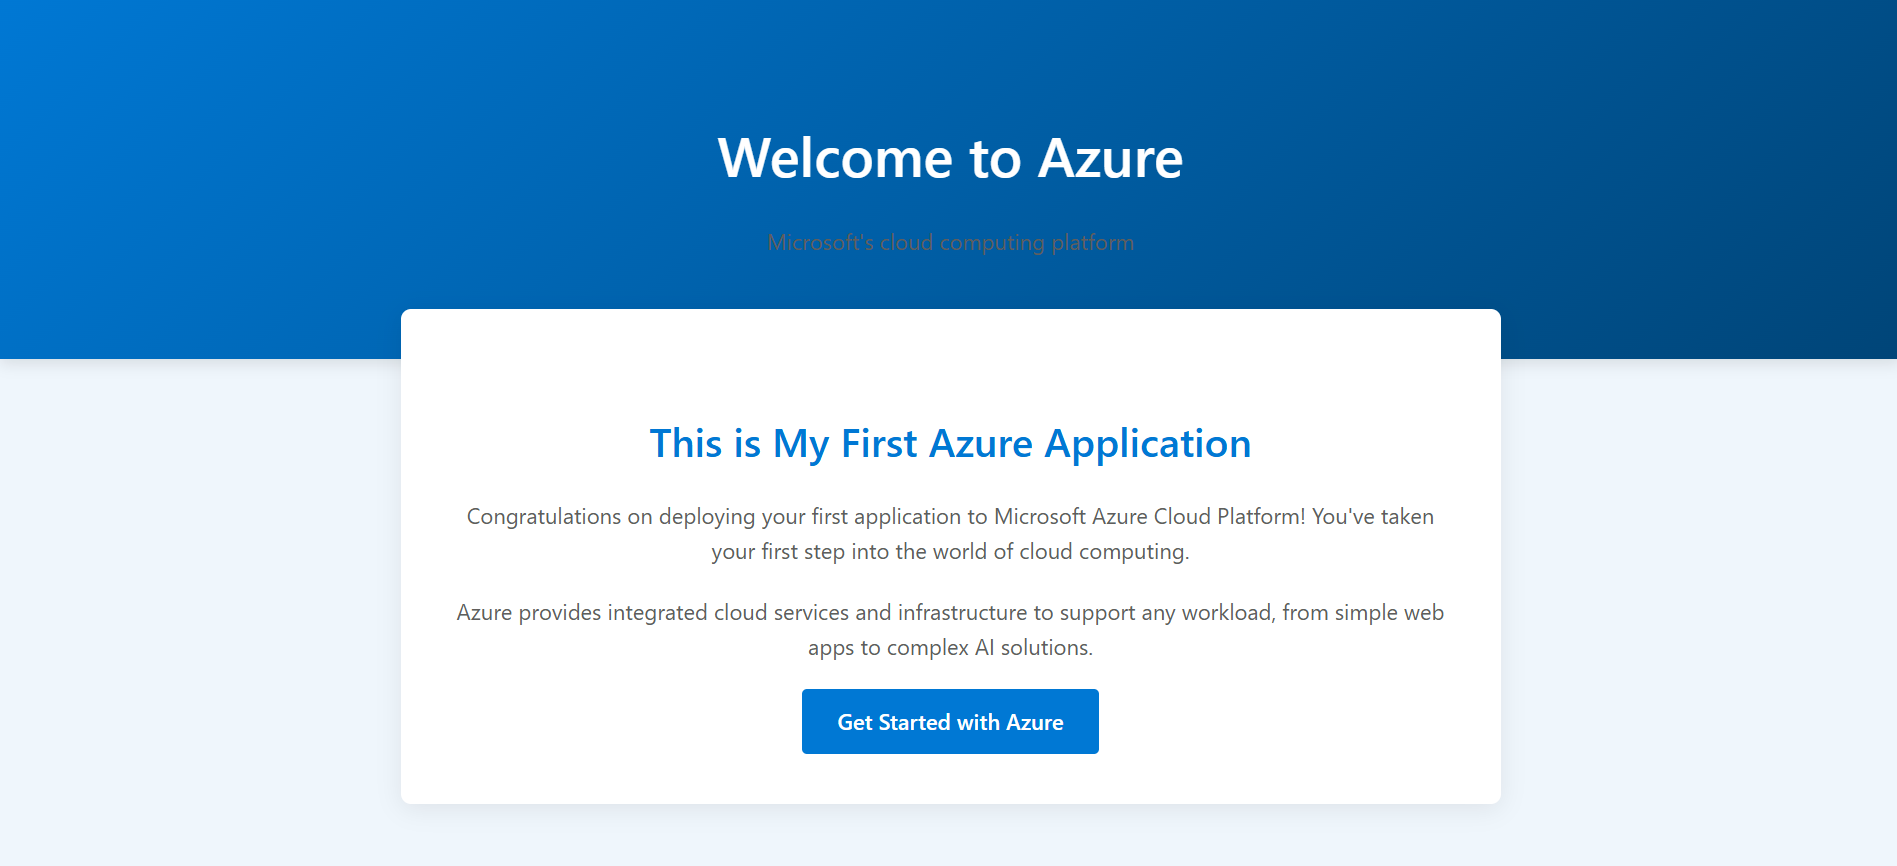 Welcome to Azure
Microsoft's cloud computing platform
This is My First Azure Application
Congratulations on deploying your first application to Microsoft Azure Cloud Platform! You've taken
your first step into the world of cloud computing.
Azure provides integrated cloud services and infrastructure to support any workload, from simple web
apps to complex AI solutions.
Get Started with Azure